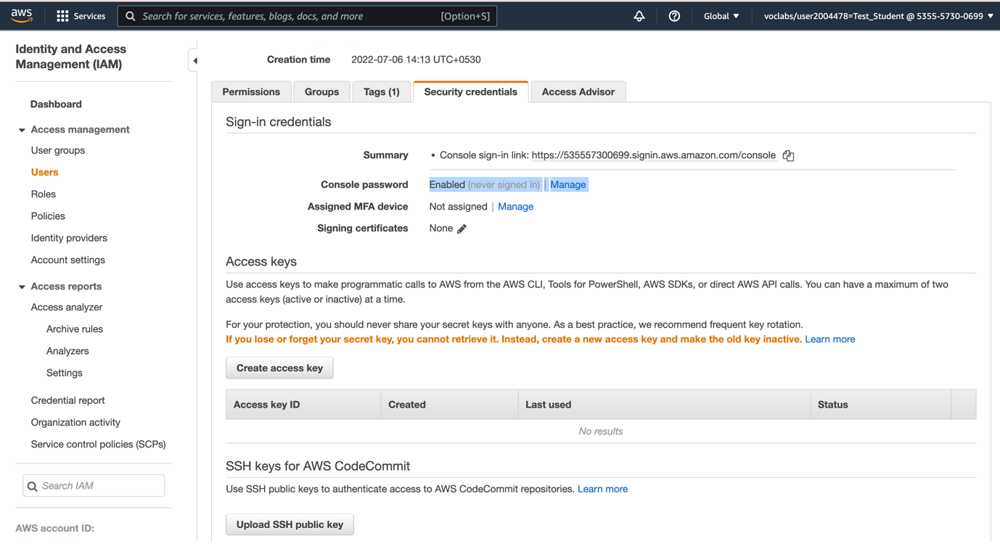 aws
Services
Search for services, features, blogs, docs, and more [Option+S]
Global ▼
voclabs/user2004478=Test_Student @ 5355-5730-0699 ▼
Identity and Access
Management (IAM)
Dashboard
Access management
User groups
Users
Roles
Policies
Identity providers
Account settings
Access reports
Access analyzer
Archive rules
Analyzers
Settings
Credential report
Organization activity
Service control policies (SCPs)
Search IAM
AWS account ID:
Creation time 2022-07-06 14:13 UTC+0530
Permissions Groups Tags (1) Security credentials Access Advisor
Sign-in credentials
Summary • Console sign-in link: https://535557300699.signin.aws.amazon.com/console
Console password Enabled (never signed in) | Manage
Assigned MFA device Not assigned | Manage
Signing certificates None
Access keys
Use access keys to make programmatic calls to AWS from the AWS CLI, Tools for PowerShell, AWS SDKs, or direct AWS API calls. You can have a maximum of two
access keys (active or inactive) at a time.
For your protection, you should never share your secret keys with anyone. As a best practice, we recommend frequent key rotation.
If you lose or forget your secret key, you cannot retrieve it. Instead, create a new access key and make the old key inactive. Learn more
Create access key
Access key ID Created Last used Status
No results
SSH keys for AWS CodeCommit
Use SSH public keys to authenticate access to AWS CodeCommit repositories. Learn more
Upload SSH public key